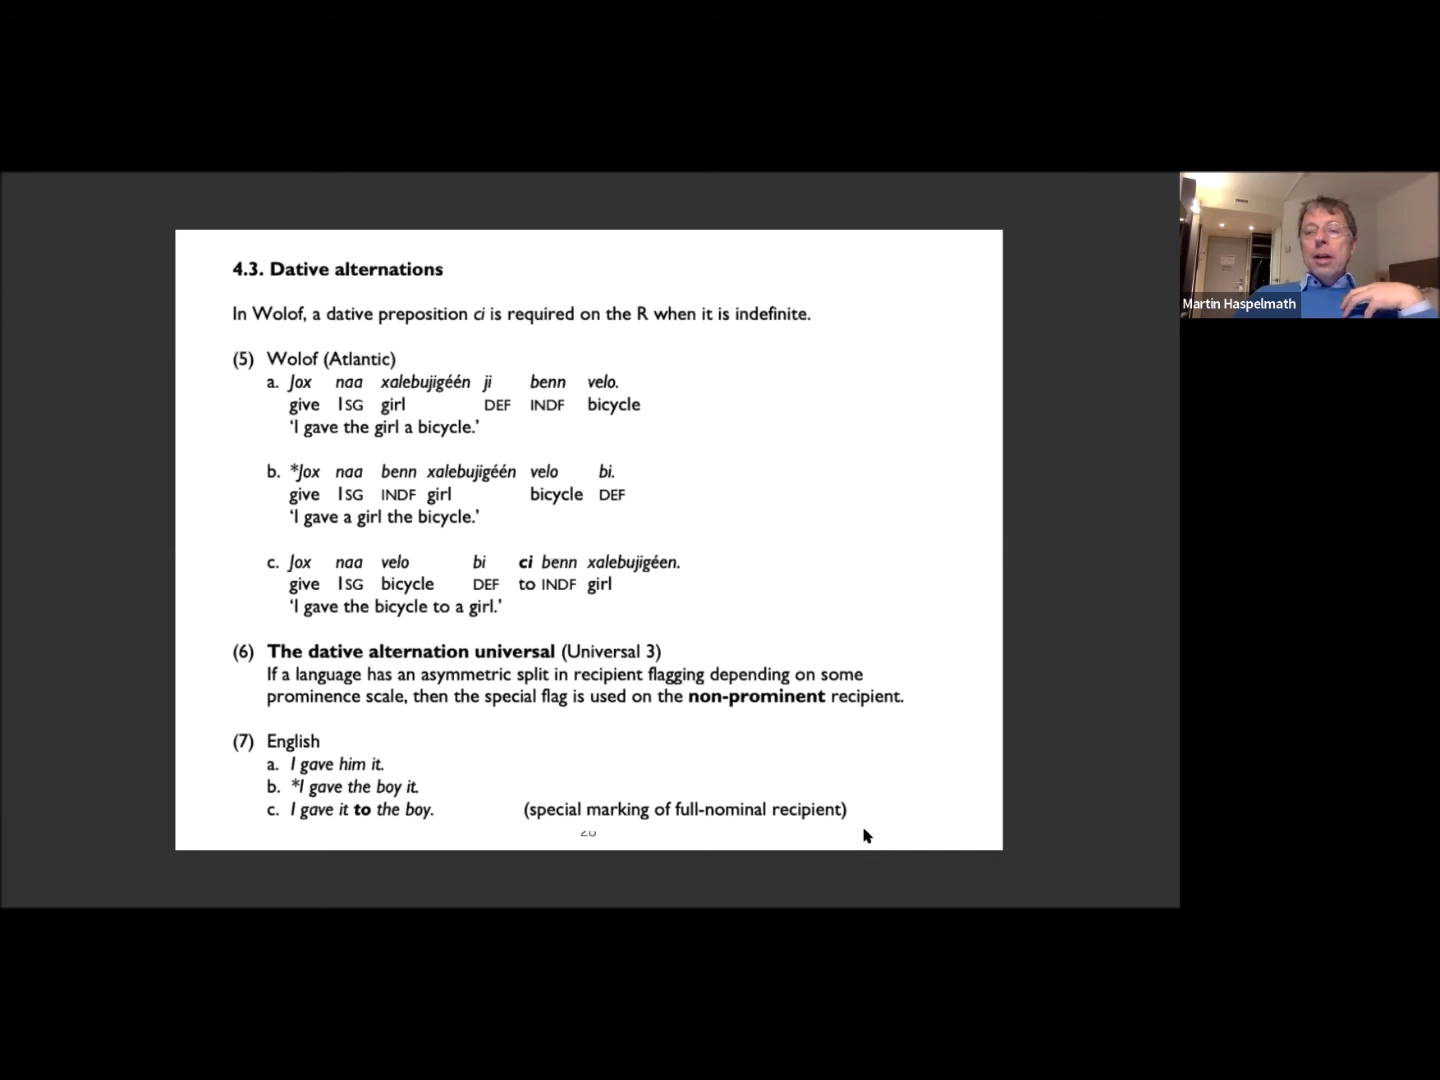 4.3. Dative alternations
In Wolof, a dative preposition ci is required on the R when it is indefinite.
(5) Wolof (Atlantic)
a. Jox naa xalebujigéén ji benn velo.
give 1SG girl DEF INDF bicycle
‘I gave the girl a bicycle.’
b. *Jox naa benn xalebujigéén velo bi.
give 1SG INDF girl bicycle DEF
‘I gave a girl the bicycle.’
c. Jox naa velo bi ci benn xalebujigéen.
give 1SG bicycle DEF to INDF girl
‘I gave the bicycle to a girl.’
(6) The dative alternation universal (Universal 3)
If a language has an asymmetric split in recipient flagging depending on some
prominence scale, then the special flag is used on the non-prominent recipient.
(7) English
a. I gave him it.
b. *I gave the boy it.
c. I gave it to the boy. (special marking of full-nominal recipient)
Martin Haspelmath